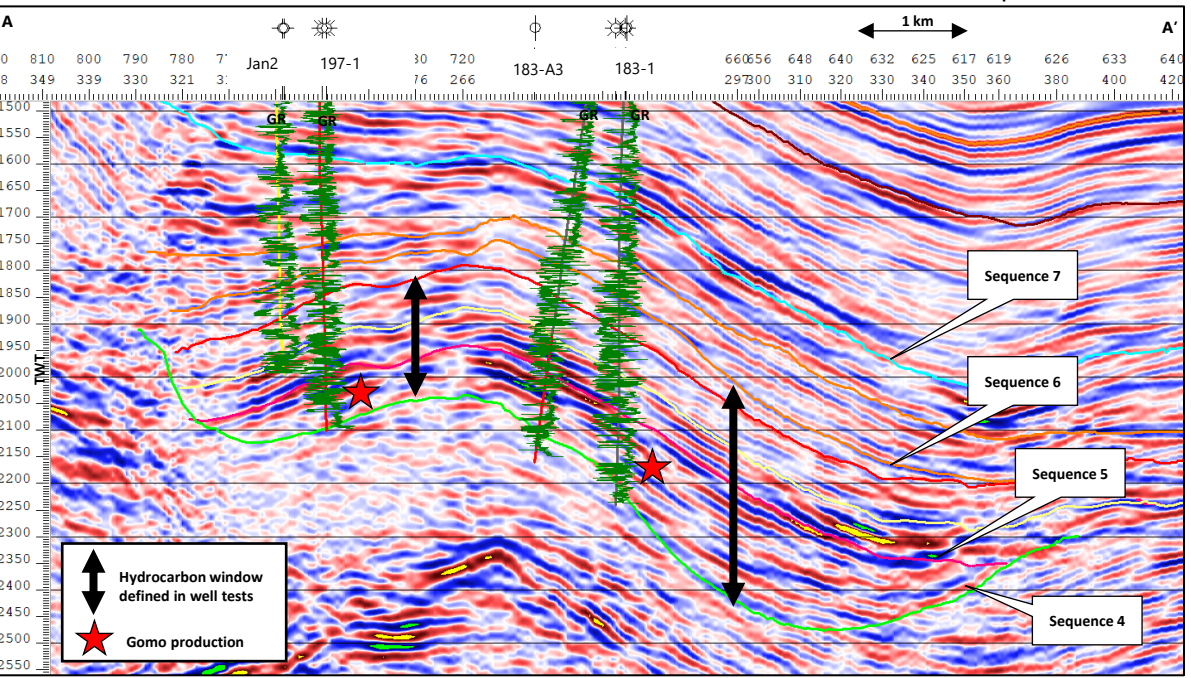 A
1 km
A'
Jan2
197-1
183-A3
183-1
0 810 800 790 780 30 720 660 656 648 640 632 625 617 619 626 633 640
8 349 339 330 321 76 266 297 300 310 320 330 340 350 360 380 400 420
GR
GR
GR
GR
1500
1550
1600
1650
1700
1750
1800
1850
1900
1950
2000
2050
2100
2150
2200
2250
2300
2350
2400
2450
2500
2550
TWT
Sequence 7
Sequence 6
Sequence 5
Sequence 4
Hydrocarbon window
defined in well tests
Gomo production